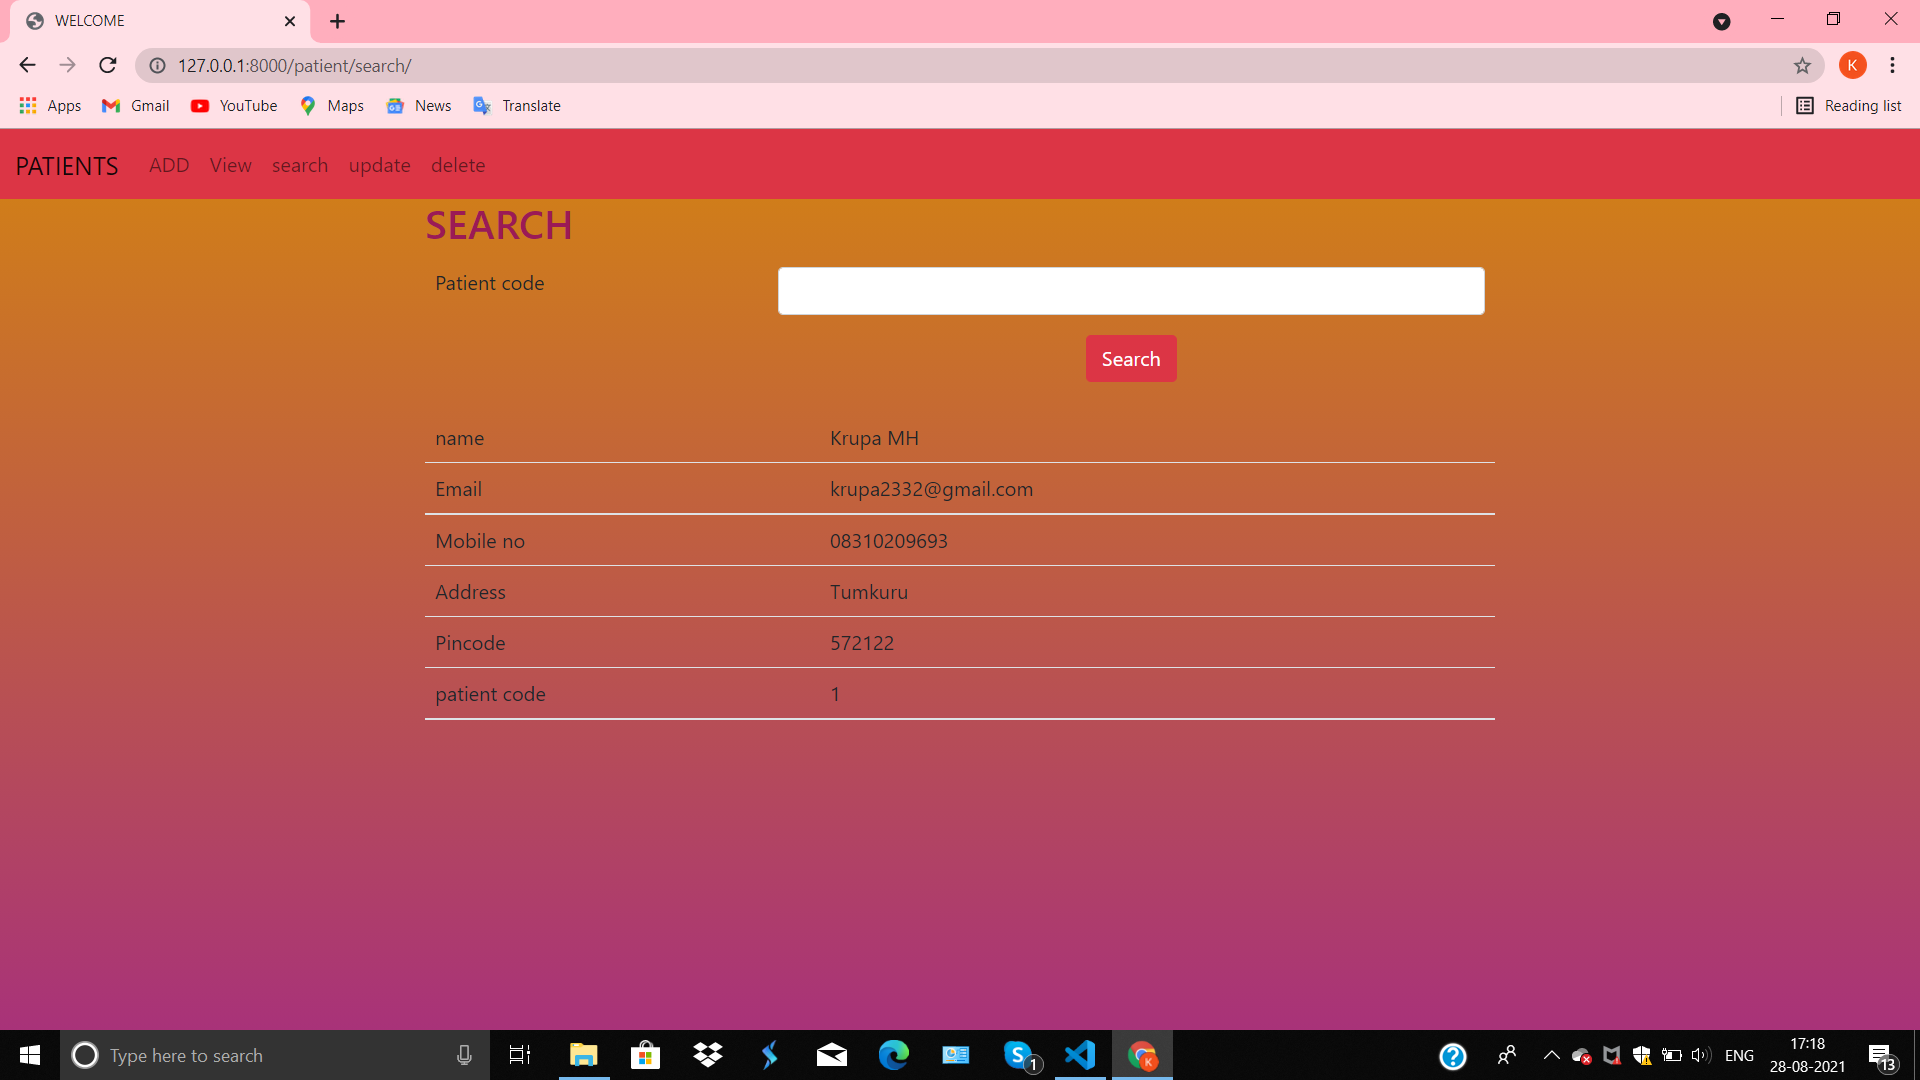 WELCOME
127.0.0.1:8000/patient/search/
K
Apps Gmail YouTube Maps News Translate Reading list
PATIENTS ADD View search update delete
SEARCH
Patient code
Search
name Krupa MH
Email krupa2332@gmail.com
Mobile no 08310209693
Address Tumkuru
Pincode 572122
patient code 1
Type here to search
S 1
K
ENG
17:18
28-08-2021
13